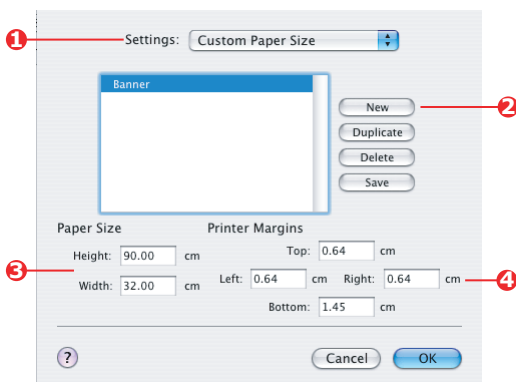 1 Settings: Custom Paper Size
Banner
New 2
Duplicate
Delete
Save
Paper Size Printer Margins
Height: 90.00 cm Top: 0.64 cm
3 Width: 32.00 cm Left: 0.64 cm Right: 0.64 cm 4
Bottom: 1.45 cm
? Cancel OK